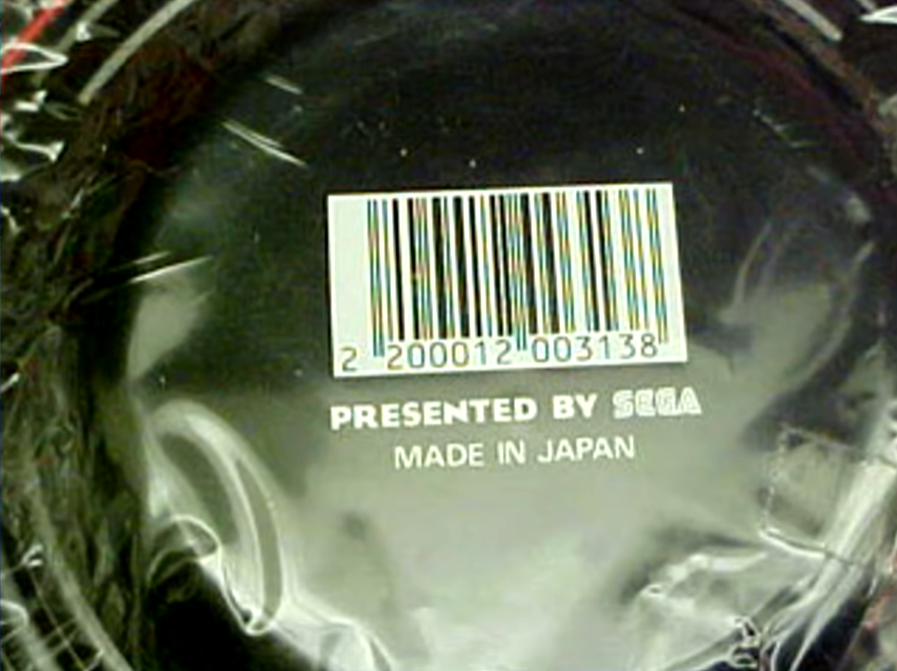 2 200012 003138
PRESENTED BY SEGA
MADE IN JAPAN